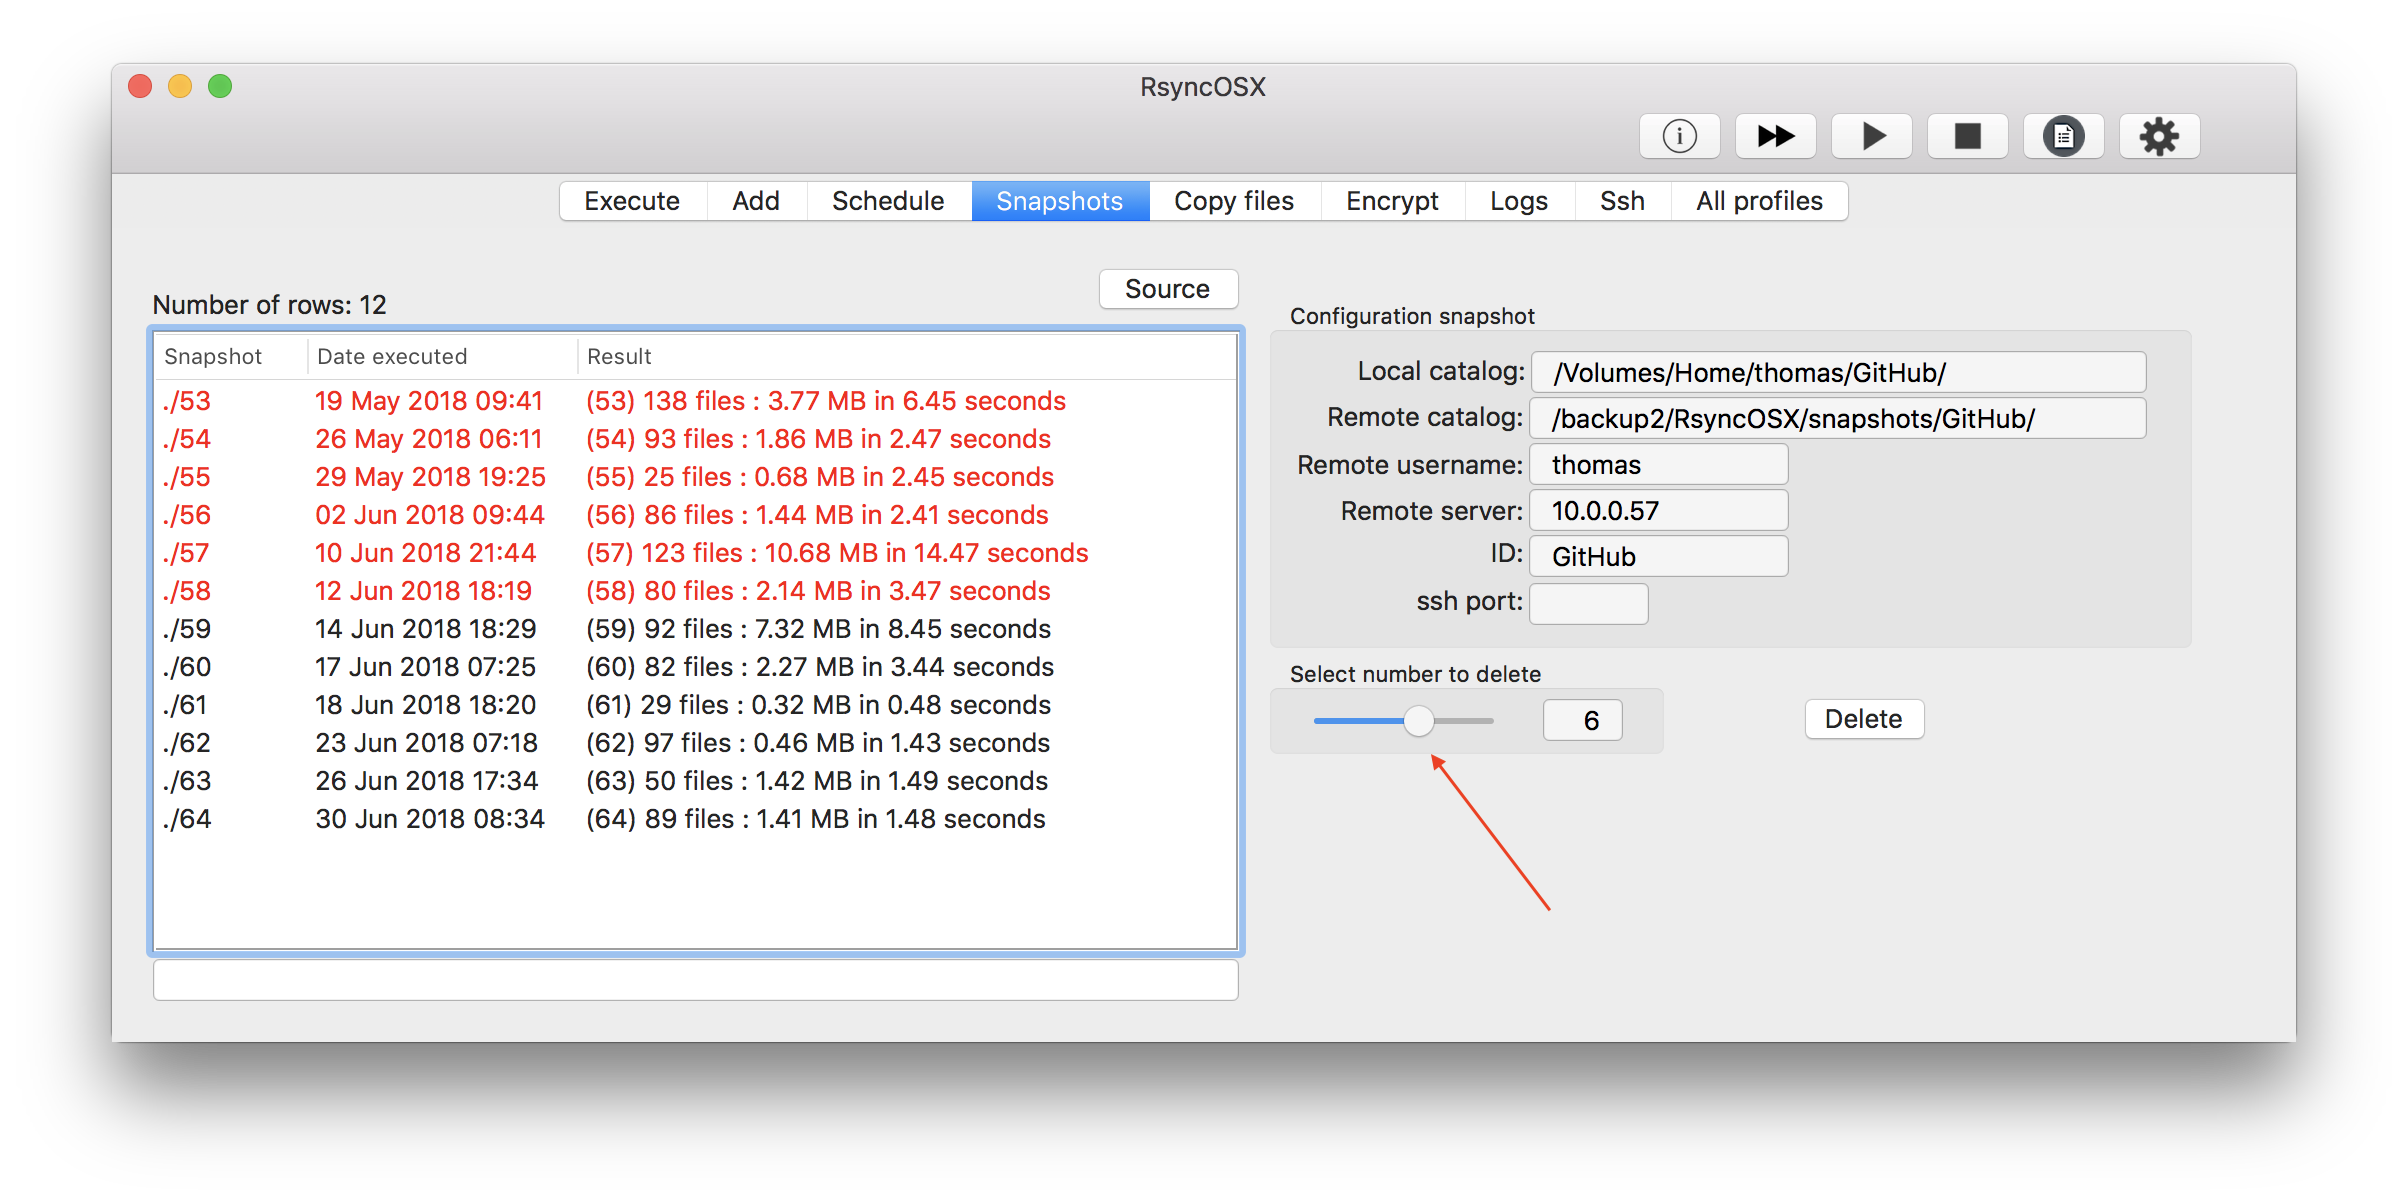 RsyncOSX
Execute Add Schedule Snapshots Copy files Encrypt Logs Ssh All profiles
Source
Number of rows: 12
Snapshot Date executed Result
./53 19 May 2018 09:41 (53) 138 files : 3.77 MB in 6.45 seconds
./54 26 May 2018 06:11 (54) 93 files : 1.86 MB in 2.47 seconds
./55 29 May 2018 19:25 (55) 25 files : 0.68 MB in 2.45 seconds
./56 02 Jun 2018 09:44 (56) 86 files : 1.44 MB in 2.41 seconds
./57 10 Jun 2018 21:44 (57) 123 files : 10.68 MB in 14.47 seconds
./58 12 Jun 2018 18:19 (58) 80 files : 2.14 MB in 3.47 seconds
./59 14 Jun 2018 18:29 (59) 92 files : 7.32 MB in 8.45 seconds
./60 17 Jun 2018 07:25 (60) 82 files : 2.27 MB in 3.44 seconds
./61 18 Jun 2018 18:20 (61) 29 files : 0.32 MB in 0.48 seconds
./62 23 Jun 2018 07:18 (62) 97 files : 0.46 MB in 1.43 seconds
./63 26 Jun 2018 17:34 (63) 50 files : 1.42 MB in 1.49 seconds
./64 30 Jun 2018 08:34 (64) 89 files : 1.41 MB in 1.48 seconds
Configuration snapshot
Local catalog: /Volumes/Home/thomas/GitHub/
Remote catalog: /backup2/RsyncOSX/snapshots/GitHub/
Remote username: thomas
Remote server: 10.0.0.57
ID: GitHub
ssh port:
Select number to delete
6 Delete